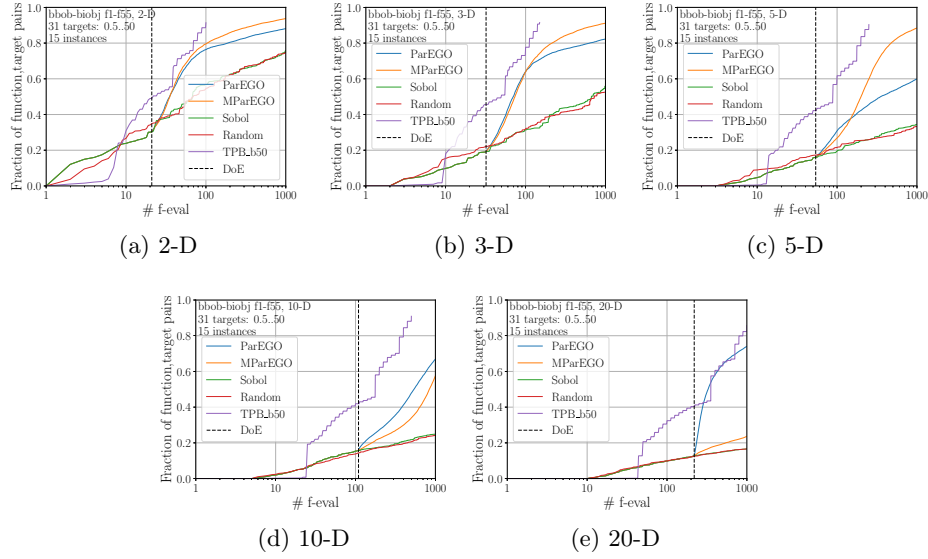 bbob-biobj f1-f55, 2-D
31 targets: 0.5..50
15 instances
Fraction of function,target pairs
1.0
0.8
0.6
0.4
0.2
0.0
ParEGO
MParEGO
Sobol
Random
TPB_b50
DoE
1 10 100 1000
# f-eval
(a) 2-D
bbob-biobj f1-f55, 3-D
31 targets: 0.5..50
15 instances
Fraction of function,target pairs
1.0
0.8
0.6
0.4
0.2
0.0
ParEGO
MParEGO
Sobol
Random
TPB_b50
DoE
1 10 100 1000
# f-eval
(b) 3-D
bbob-biobj f1-f55, 5-D
31 targets: 0.5..50
15 instances
Fraction of function,target pairs
1.0
0.8
0.6
0.4
0.2
0.0
ParEGO
MParEGO
Sobol
Random
TPB_b50
DoE
1 10 100 1000
# f-eval
(c) 5-D
bbob-biobj f1-f55, 10-D
31 targets: 0.5..50
15 instances
Fraction of function,target pairs
1.0
0.8
0.6
0.4
0.2
0.0
ParEGO
MParEGO
Sobol
Random
TPB_b50
DoE
1 10 100 1000
# f-eval
(d) 10-D
bbob-biobj f1-f55, 20-D
31 targets: 0.5..50
15 instances
Fraction of function,target pairs
1.0
0.8
0.6
0.4
0.2
0.0
ParEGO
MParEGO
Sobol
Random
TPB_b50
DoE
1 10 100 1000
# f-eval
(e) 20-D